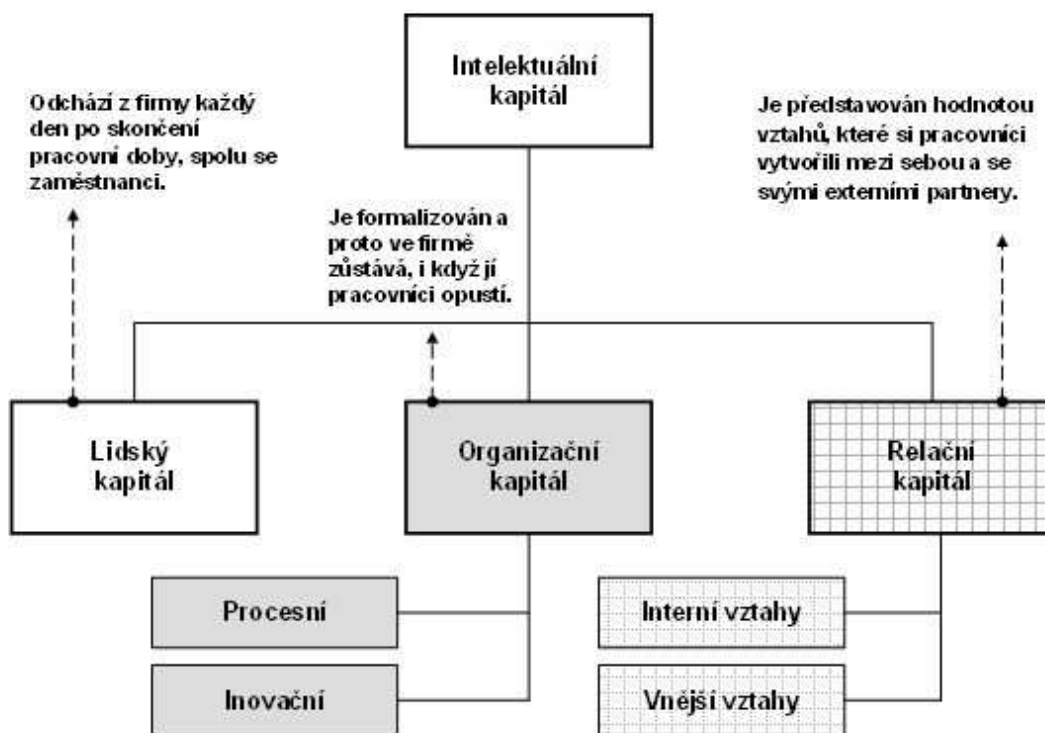 Intelektuální
kapitál
Odchází z firmy každý
den po skončení
pracovní doby, spolu se
zaměstnanci.
Je představován hodnotou
vztahů, které si pracovníci
vytvořili mezi sebou a se
svými externími partnery.
Je formalizován a
proto ve firmě
zůstává, i když jí
pracovníci opustí.
Lidský
kapitál
Organizační
kapitál
Relační
kapitál
Procesní
Interní vztahy
Inovační
Vnější vztahy